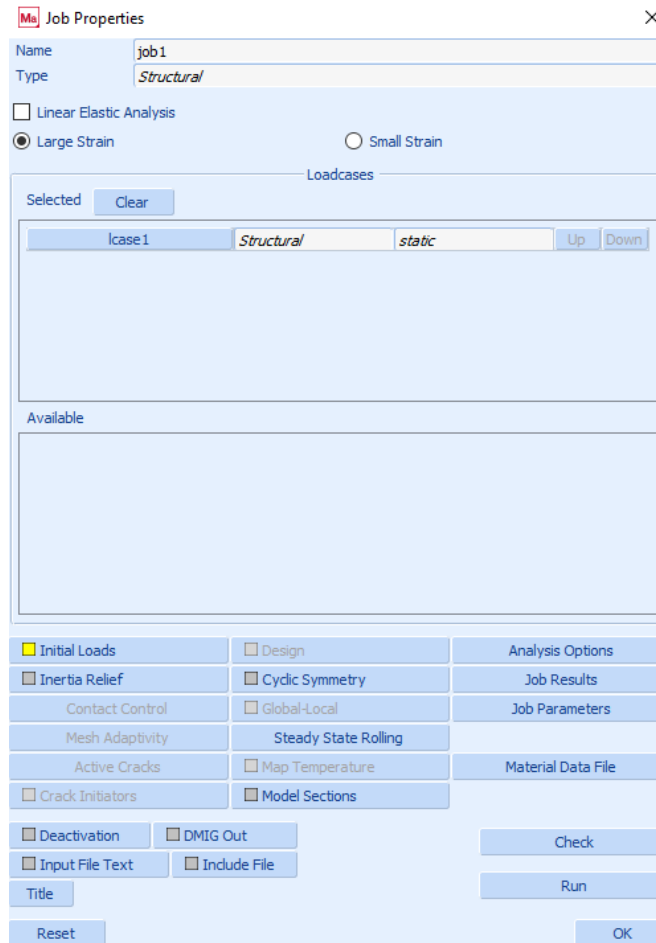 Ma Job Properties
Name job1
Type Structural
Linear Elastic Analysis
Large Strain Small Strain
Loadcases
Selected Clear
lcase1 Structural static Up Down
Available
Initial Loads Design Analysis Options
Inertia Relief Cyclic Symmetry Job Results
Contact Control Global-Local Job Parameters
Mesh Adaptivity Steady State Rolling
Active Cracks Map Temperature Material Data File
Crack Initiators Model Sections
Deactivation DMIG Out Check
Input File Text Include File
Title Run
Reset OK